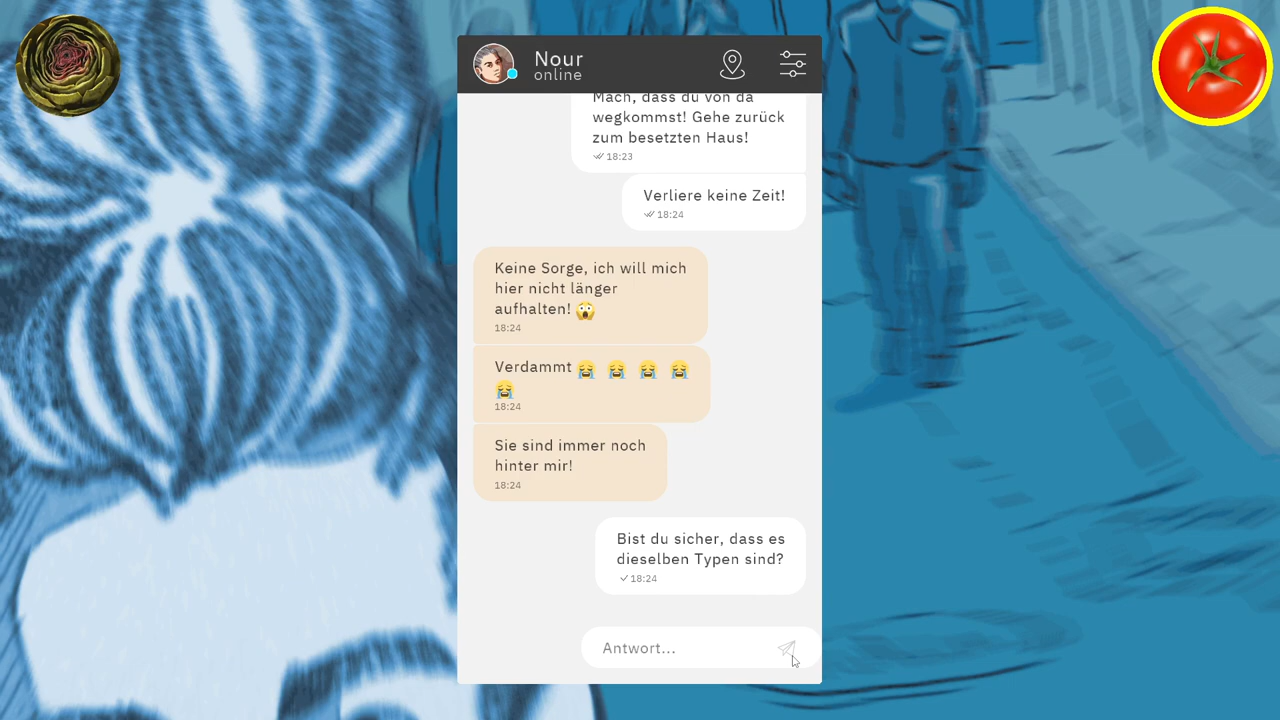 Nour
online
Mach, dass du von da
wegkommst! Gehe zurück
zum besetzten Haus!
18:23
Verliere keine Zeit!
18:24
Keine Sorge, ich will mich
hier nicht länger
aufhalten! 😱
18:24
Verdammt 😭 😭 😭 😭
😭
18:24
Sie sind immer noch
hinter mir!
18:24
Bist du sicher, dass es
dieselben Typen sind?
18:24
Antwort...